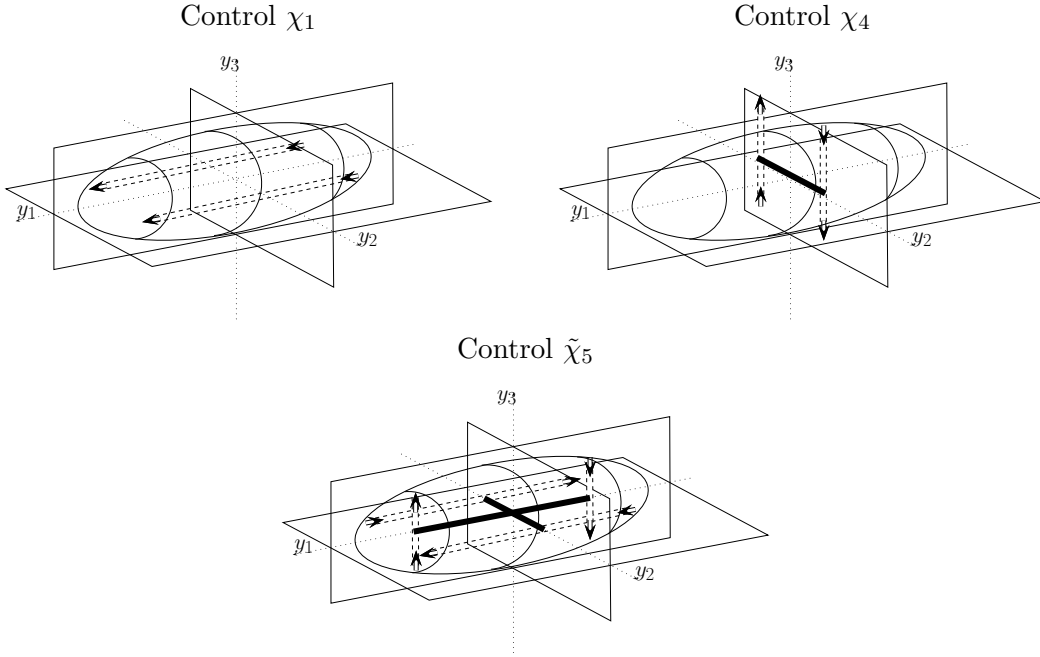 Control χ₁
Control χ₄
y₃
y₃
y₁
y₂
y₁
y₂
Control χ̃₅
y₃
y₁
y₂